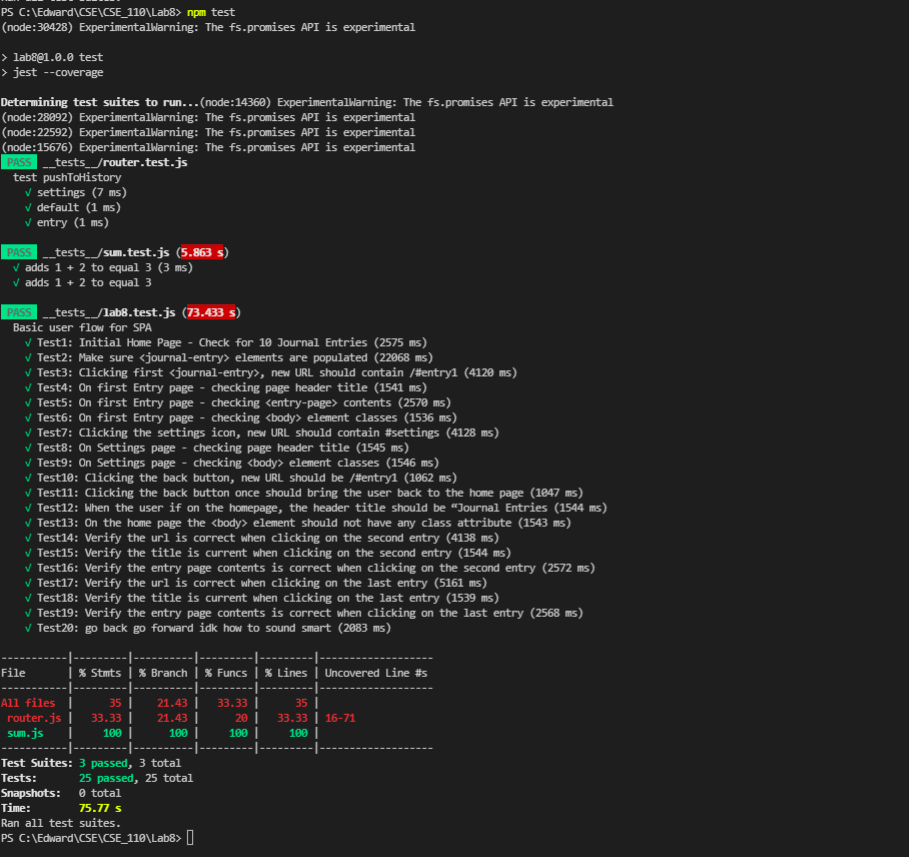 PS C:\Edward\CSE\CSE_110\Lab8> npm test
(node:30428) ExperimentalWarning: The fs.promises API is experimental
> lab8@1.0.0 test
> jest --coverage
Determining test suites to run...(node:14360) ExperimentalWarning: The fs.promises API is experimental
(node:28092) ExperimentalWarning: The fs.promises API is experimental
(node:22592) ExperimentalWarning: The fs.promises API is experimental
(node:15676) ExperimentalWarning: The fs.promises API is experimental
PASS __tests__/router.test.js
test pushToHistory
√ settings (7 ms)
√ default (1 ms)
√ entry (1 ms)
PASS __tests__/sum.test.js (5.863 s)
√ adds 1 + 2 to equal 3 (3 ms)
√ adds 1 + 2 to equal 3
PASS __tests__/lab8.test.js (73.433 s)
Basic user flow for SPA
√ Test1: Initial Home Page - Check for 10 Journal Entries (2575 ms)
√ Test2: Make sure <journal-entry> elements are populated (22068 ms)
√ Test3: Clicking first <journal-entry>, new URL should contain /#entry1 (4120 ms)
√ Test4: On first Entry page - checking page header title (1541 ms)
√ Test5: On first Entry page - checking <entry-page> contents (2570 ms)
√ Test6: On first Entry page - checking <body> element classes (1536 ms)
√ Test7: Clicking the settings icon, new URL should contain #settings (4128 ms)
√ Test8: On Settings page - checking page header title (1545 ms)
√ Test9: On Settings page - checking <body> element classes (1546 ms)
√ Test10: Clicking the back button, new URL should be /#entry1 (1062 ms)
√ Test11: Clicking the back button once should bring the user back to the home page (1047 ms)
√ Test12: When the user if on the homepage, the header title should be “Journal Entries (1544 ms)
√ Test13: On the home page the <body> element should not have any class attribute (1543 ms)
√ Test14: Verify the url is correct when clicking on the second entry (4138 ms)
√ Test15: Verify the title is current when clicking on the second entry (1544 ms)
√ Test16: Verify the entry page contents is correct when clicking on the second entry (2572 ms)
√ Test17: Verify the url is correct when clicking on the last entry (5161 ms)
√ Test18: Verify the title is current when clicking on the last entry (1539 ms)
√ Test19: Verify the entry page contents is correct when clicking on the last entry (2568 ms)
√ Test20: go back go forward idk how to sound smart (2083 ms)
-----------|---------|----------|---------|---------|-------------------
File       | % Stmts | % Branch | % Funcs | % Lines | Uncovered Line #s
-----------|---------|----------|---------|---------|-------------------
All files  |      35 |    21.43 |   33.33 |      35 |
router.js |   33.33 |    21.43 |      20 |   33.33 | 16-71
sum.js    |     100 |      100 |     100 |     100 |
-----------|---------|----------|---------|---------|-------------------
Test Suites: 3 passed, 3 total
Tests:       25 passed, 25 total
Snapshots:   0 total
Time:        75.77 s
Ran all test suites.
PS C:\Edward\CSE\CSE_110\Lab8>